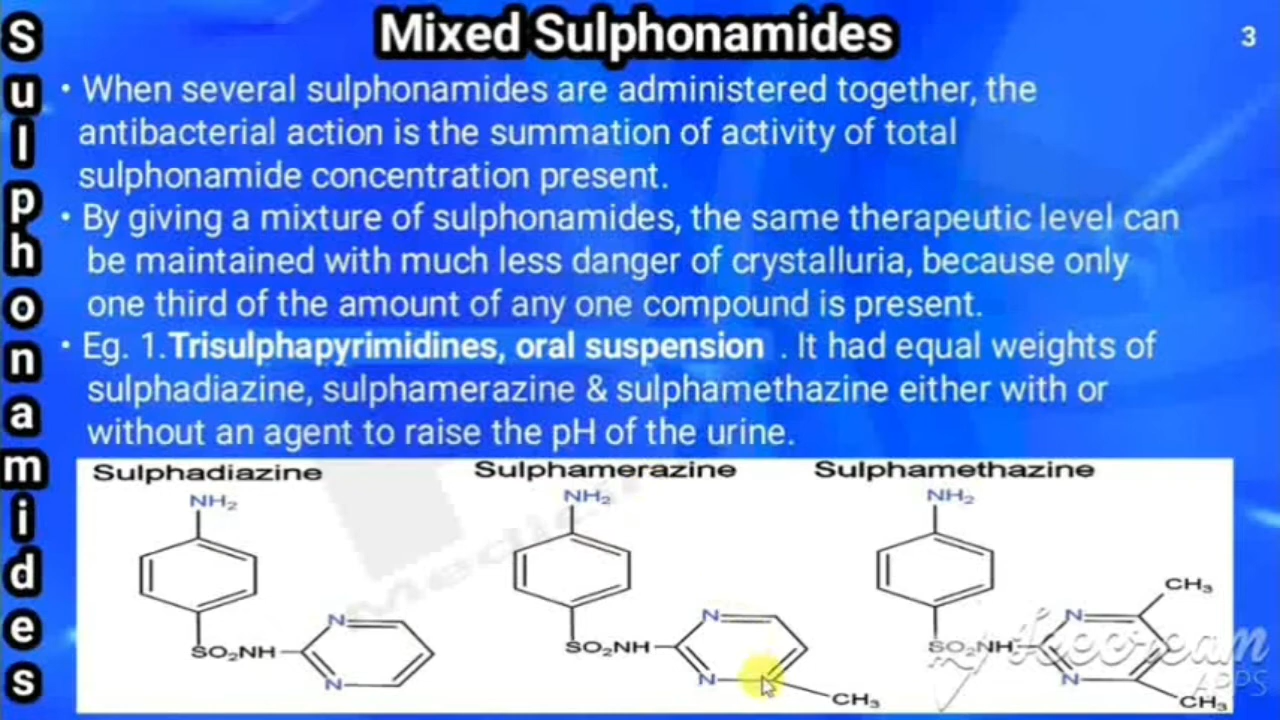 Sulphonamides
Mixed Sulphonamides
3
• When several sulphonamides are administered together, the
antibacterial action is the summation of activity of total
sulphonamide concentration present.
• By giving a mixture of sulphonamides, the same therapeutic level can
be maintained with much less danger of crystalluria, because only
one third of the amount of any one compound is present.
• Eg. 1.Trisulphapyrimidines, oral suspension . It had equal weights of
sulphadiazine, sulphamerazine & sulphamethazine either with or
without an agent to raise the pH of the urine.
Sulphadiazine Sulphamerazine Sulphamethazine
NH₂ NH₂ NH₂
CH₃
N N N
SO₂NH SO₂NH SO₂NH
N N N
CH₃ CH₃
Icecream
APPS